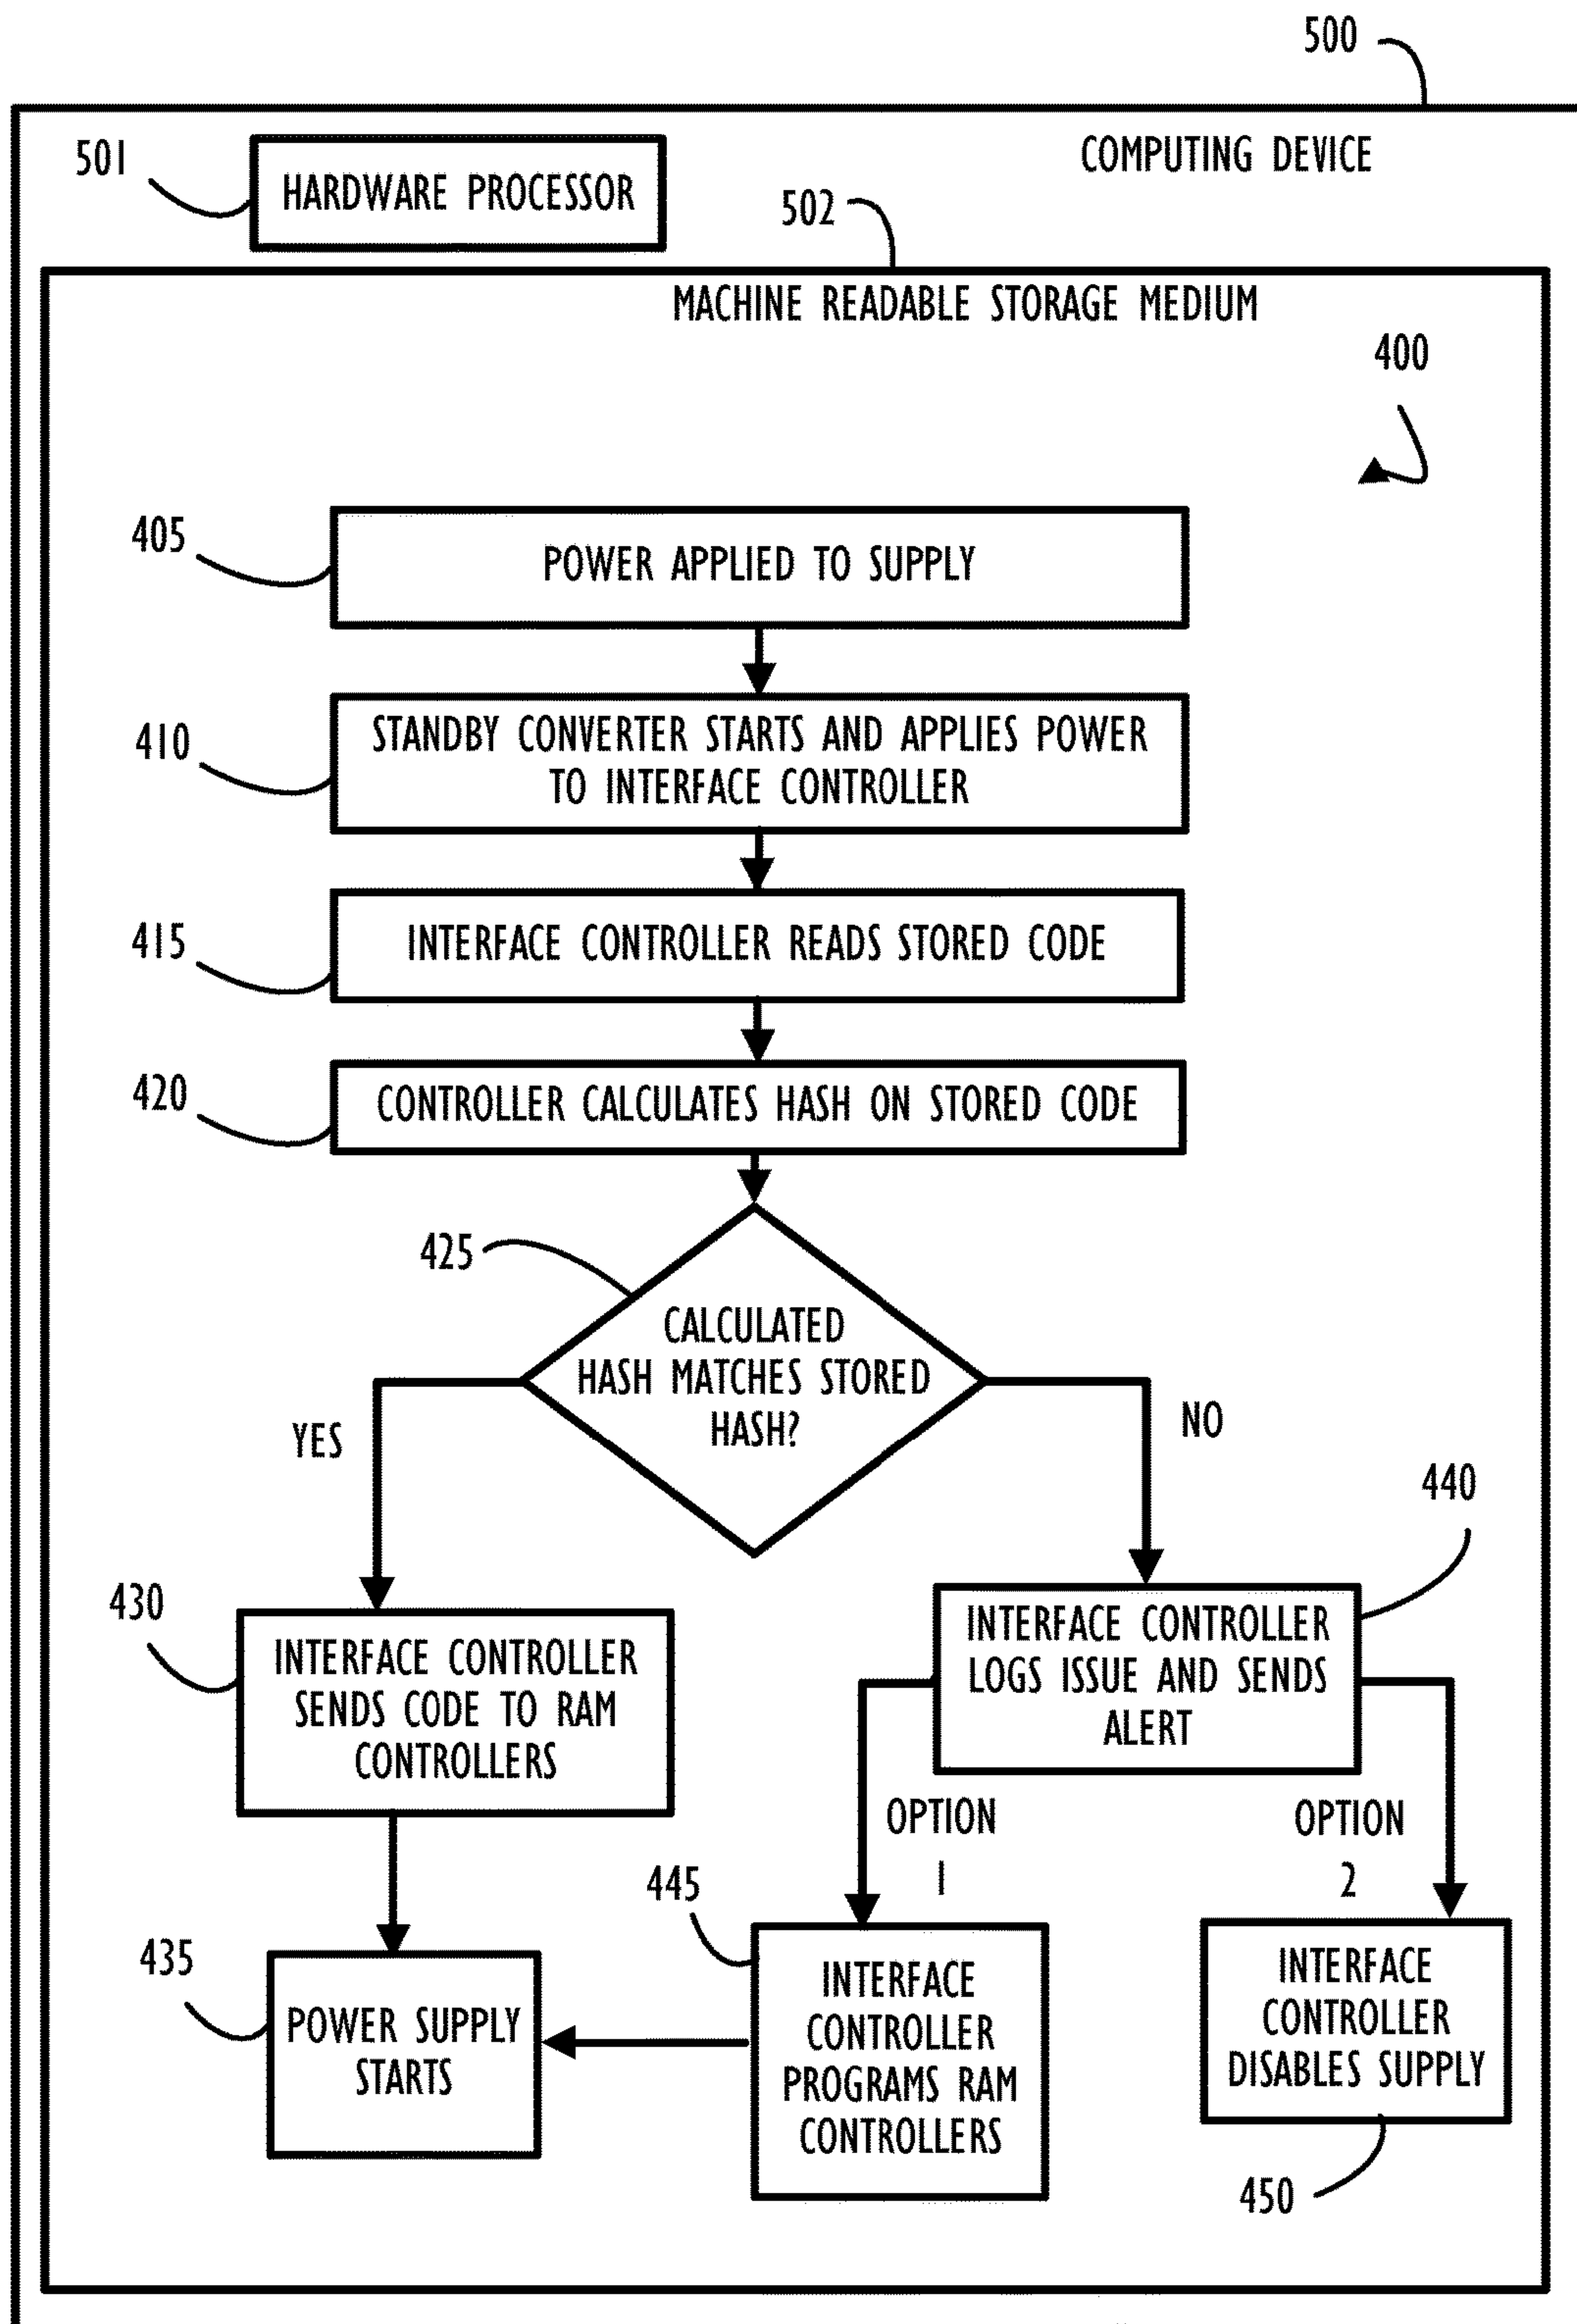 500
COMPUTING DEVICE
501
HARDWARE PROCESSOR
502
MACHINE READABLE STORAGE MEDIUM
400
405
POWER APPLIED TO SUPPLY
410
STANDBY CONVERTER STARTS AND APPLIES POWER
TO INTERFACE CONTROLLER
415
INTERFACE CONTROLLER READS STORED CODE
420
CONTROLLER CALCULATES HASH ON STORED CODE
425
CALCULATED
HASH MATCHES STORED
HASH?
YES
NO
430
INTERFACE CONTROLLER
SENDS CODE TO RAM
CONTROLLERS
440
INTERFACE CONTROLLER
LOGS ISSUE AND SENDS
ALERT
OPTION
1
OPTION
2
435
POWER SUPPLY
STARTS
445
INTERFACE
CONTROLLER
PROGRAMS RAM
CONTROLLERS
INTERFACE
CONTROLLER
DISABLES SUPPLY
450